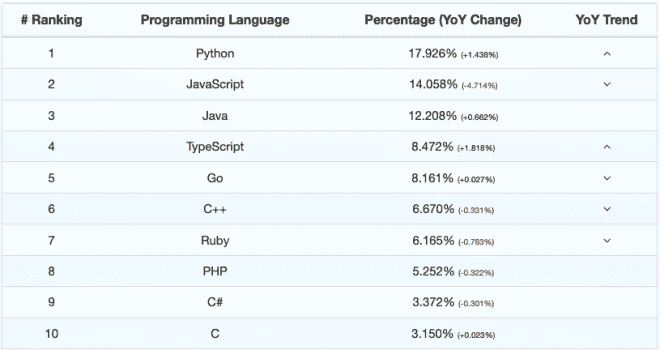 # Ranking Programming Language Percentage (YoY Change) YoY Trend
1 Python 17.926% (+1.438%)
2 JavaScript 14.058% (-4.714%)
3 Java 12.208% (+0.662%)
4 TypeScript 8.472% (+1.818%)
5 Go 8.161% (+0.027%)
6 C++ 6.670% (-0.331%)
7 Ruby 6.165% (-0.783%)
8 PHP 5.252% (-0.322%)
9 C# 3.372% (-0.301%)
10 C 3.150% (+0.023%)